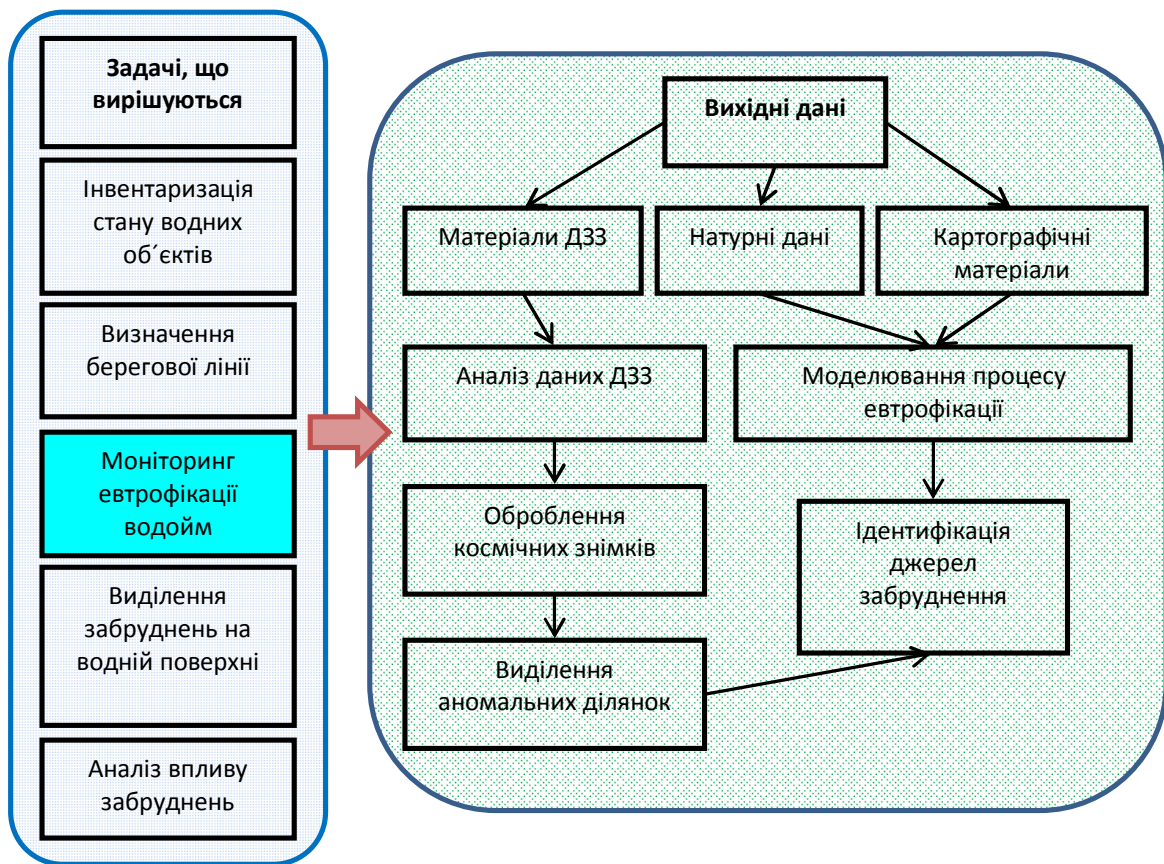 Задачі, що
вирішуються
Інвентаризація
стану водних
об´єктів
Визначення
берегової лінії
Моніторинг
евтрофікації
водойм
Виділення
забруднень на
водній поверхні
Аналіз впливу
забруднень
Вихідні дані
Матеріали ДЗЗ
Натурні дані
Картографічні
матеріали
Аналіз даних ДЗЗ
Моделювання процесу
евтрофікації
Оброблення
космічних знімків
Ідентифікація
джерел
забруднення
Виділення
аномальних ділянок